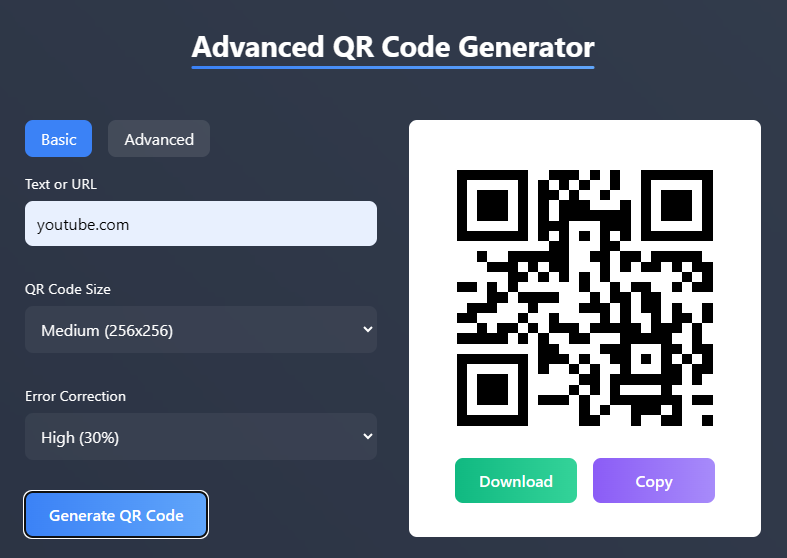 Advanced QR Code Generator
Basic
Advanced
Text or URL
youtube.com
QR Code Size
Medium (256x256)
Error Correction
High (30%)
Generate QR Code
Download
Copy